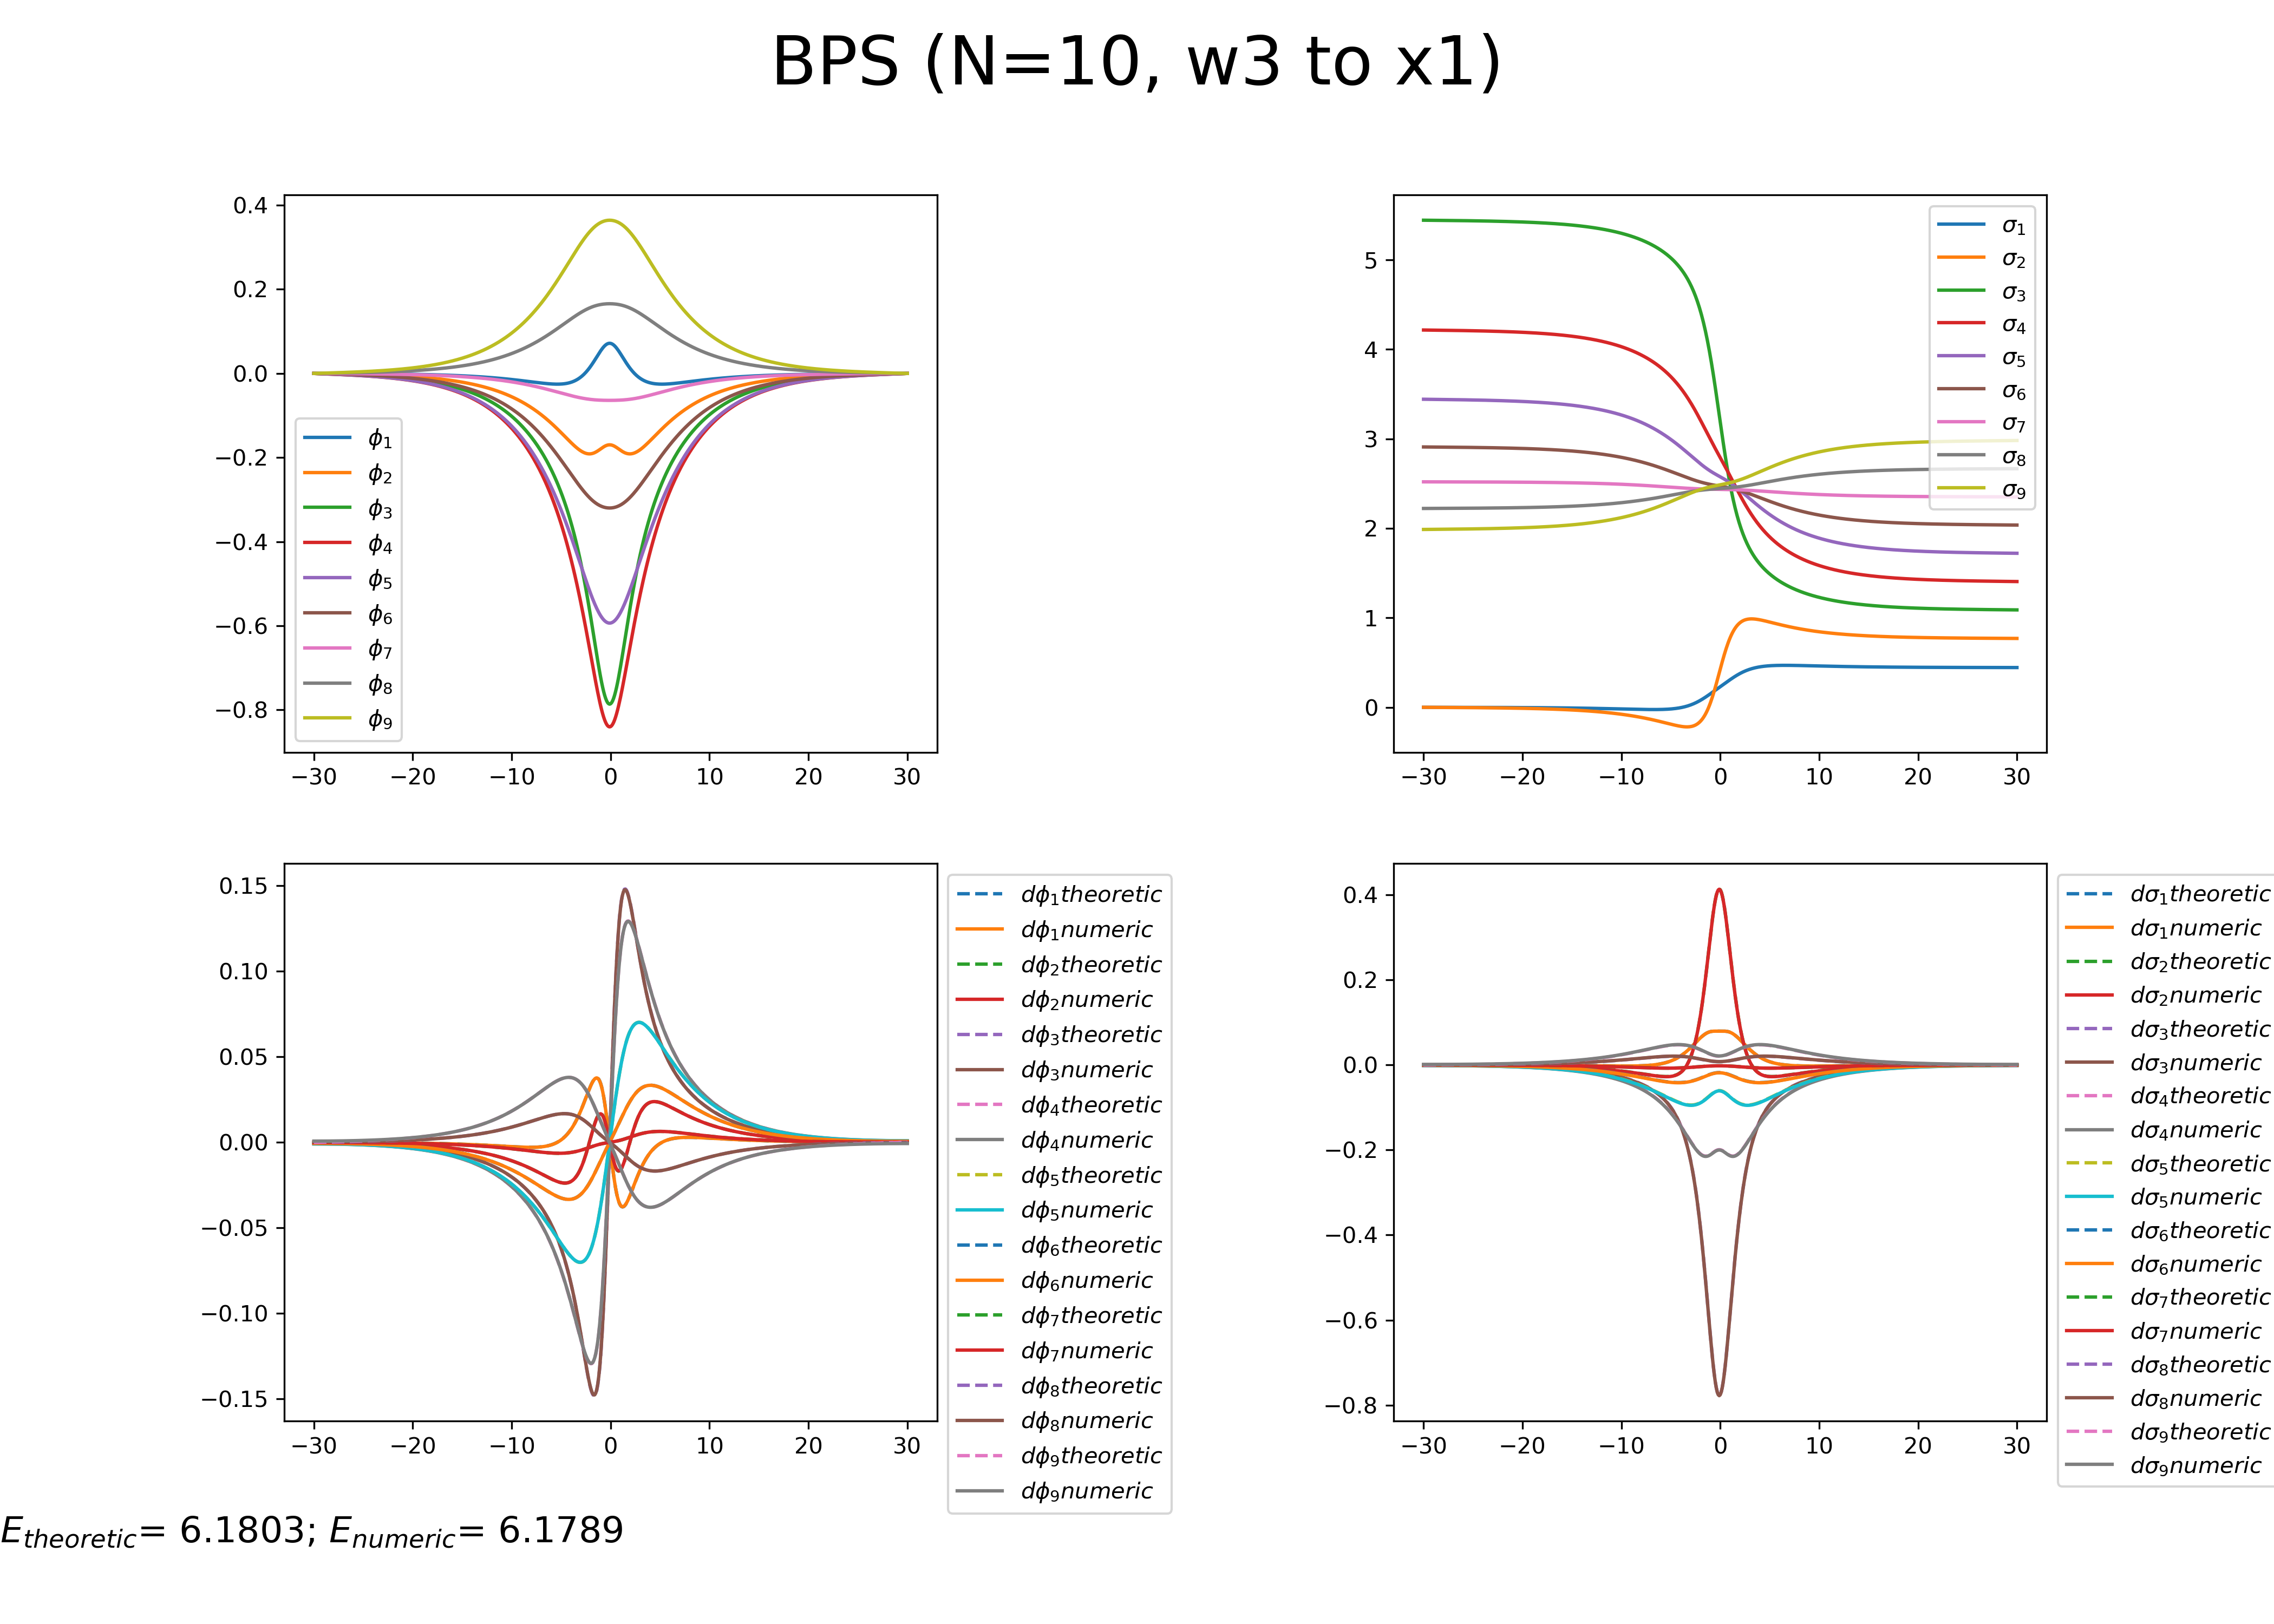 BPS (N=10, w3 to x1)
0.4
0.2
0.0
−0.2
−0.4
−0.6
−0.8
−30 −20 −10 0 10 20 30
ϕ1
ϕ2
ϕ3
ϕ4
ϕ5
ϕ6
ϕ7
ϕ8
ϕ9
5
4
3
2
1
0
−30 −20 −10 0 10 20 30
σ1
σ2
σ3
σ4
σ5
σ6
σ7
σ8
σ9
0.15
0.10
0.05
0.00
−0.05
−0.10
−0.15
−30 −20 −10 0 10 20 30
dϕ1theoretic
dϕ1numeric
dϕ2theoretic
dϕ2numeric
dϕ3theoretic
dϕ3numeric
dϕ4theoretic
dϕ4numeric
dϕ5theoretic
dϕ5numeric
dϕ6theoretic
dϕ6numeric
dϕ7theoretic
dϕ7numeric
dϕ8theoretic
dϕ8numeric
dϕ9theoretic
dϕ9numeric
0.4
0.2
0.0
−0.2
−0.4
−0.6
−0.8
−30 −20 −10 0 10 20 30
dσ1theoretic
dσ1numeric
dσ2theoretic
dσ2numeric
dσ3theoretic
dσ3numeric
dσ4theoretic
dσ4numeric
dσ5theoretic
dσ5numeric
dσ6theoretic
dσ6numeric
dσ7theoretic
dσ7numeric
dσ8theoretic
dσ8numeric
dσ9theoretic
dσ9numeric
Etheoretic= 6.1803; Enumeric= 6.1789